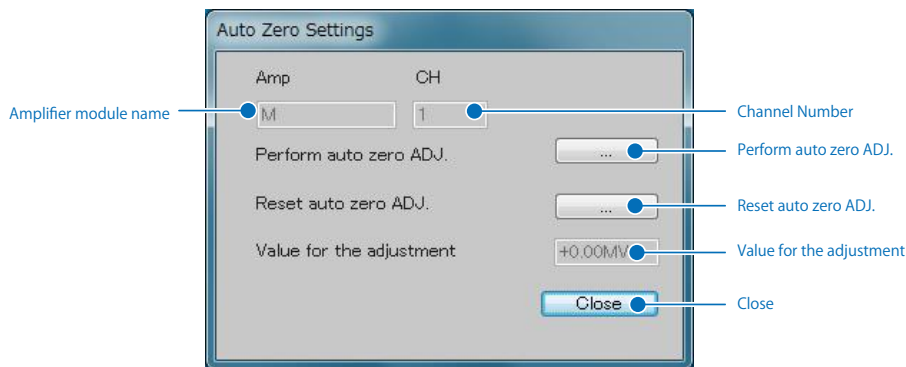 Auto Zero Settings
Amp CH
Amplifier module name M 1 Channel Number
Perform auto zero ADJ. ... Perform auto zero ADJ.
Reset auto zero ADJ. ... Reset auto zero ADJ.
Value for the adjustment +0.00MV Value for the adjustment
Close Close